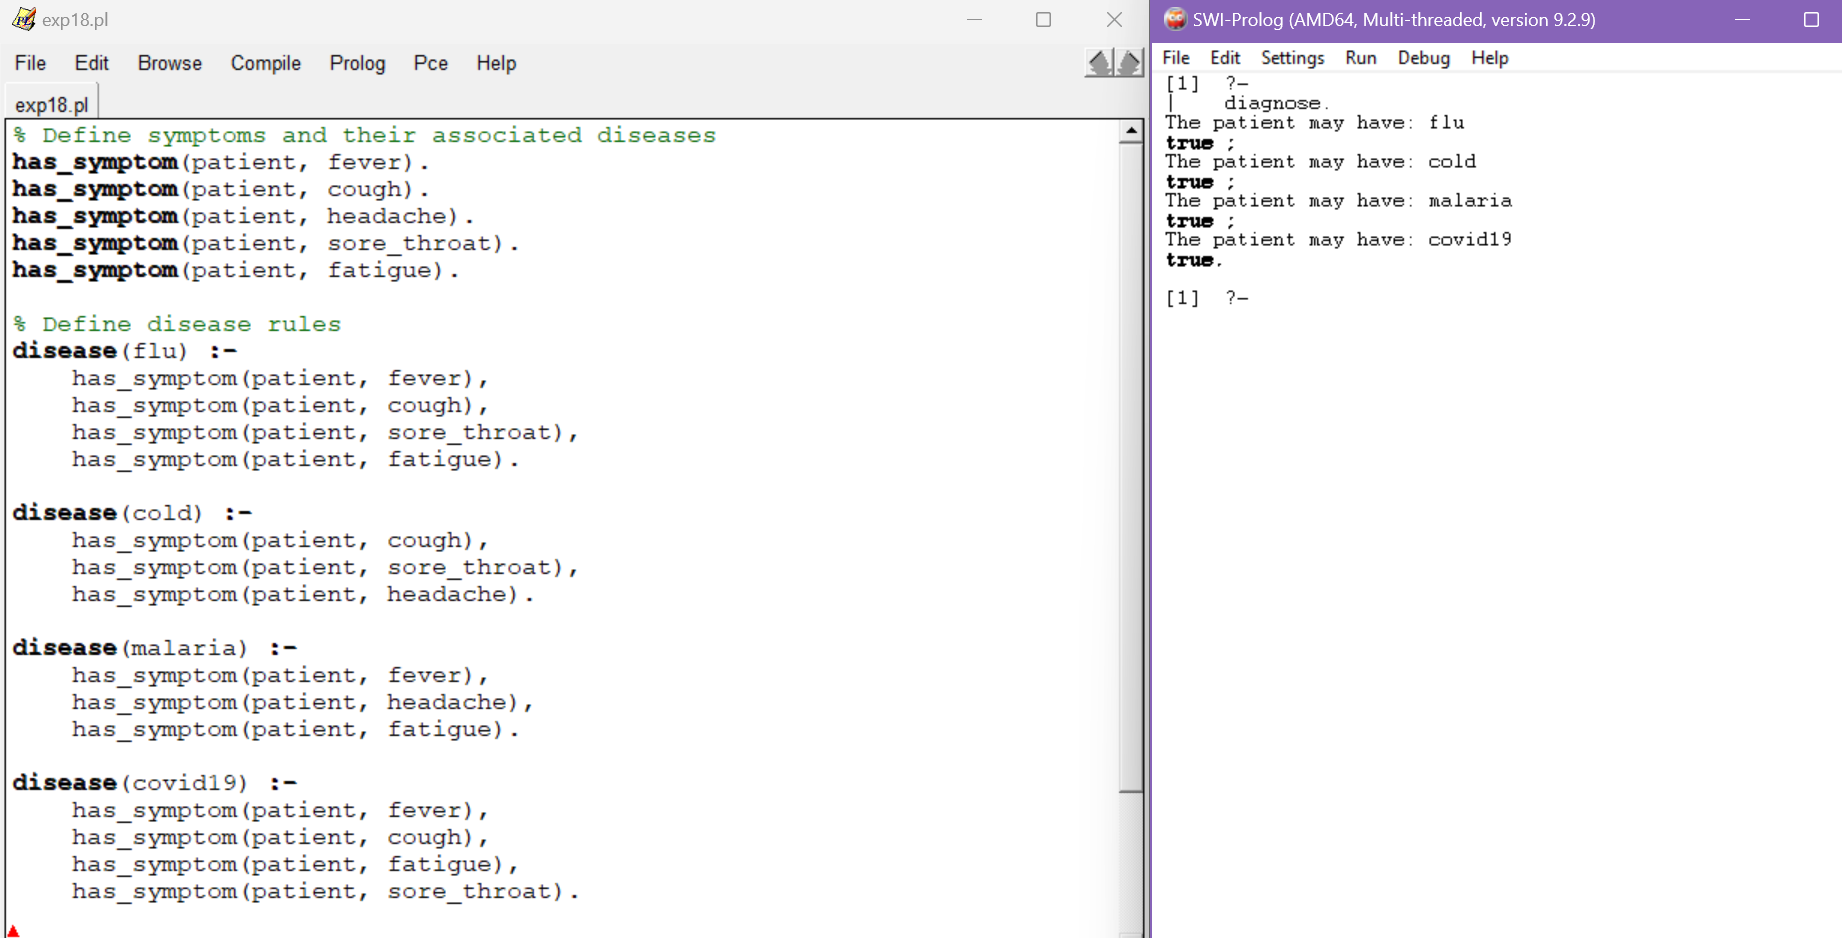 exp18.pl
File Edit Browse Compile Prolog Pce Help
exp18.pl
% Define symptoms and their associated diseases
has_symptom(patient, fever).
has_symptom(patient, cough).
has_symptom(patient, headache).
has_symptom(patient, sore_throat).
has_symptom(patient, fatigue).
% Define disease rules
disease(flu) :-
has_symptom(patient, fever),
has_symptom(patient, cough),
has_symptom(patient, sore_throat),
has_symptom(patient, fatigue).
disease(cold) :-
has_symptom(patient, cough),
has_symptom(patient, sore_throat),
has_symptom(patient, headache).
disease(malaria) :-
has_symptom(patient, fever),
has_symptom(patient, headache),
has_symptom(patient, fatigue).
disease(covid19) :-
has_symptom(patient, fever),
has_symptom(patient, cough),
has_symptom(patient, fatigue),
has_symptom(patient, sore_throat).
SWI-Prolog (AMD64, Multi-threaded, version 9.2.9)
File Edit Settings Run Debug Help
[1] ?-
| diagnose.
The patient may have: flu
true ;
The patient may have: cold
true ;
The patient may have: malaria
true ;
The patient may have: covid19
true.
[1] ?-